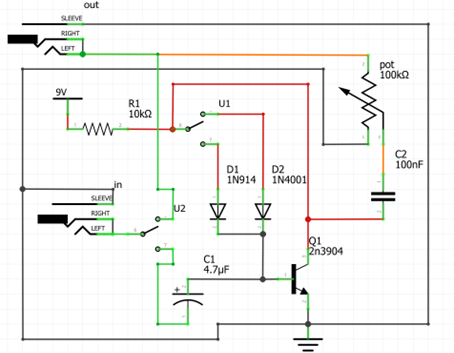 out
SLEEVE
RIGHT
LEFT
pot
100kΩ
9V
R1
10kΩ
U1
C2
100nF
D1
1N914
D2
1N4001
in
SLEEVE
RIGHT
LEFT
U2
Q1
2n3904
C1
4.7μF
+